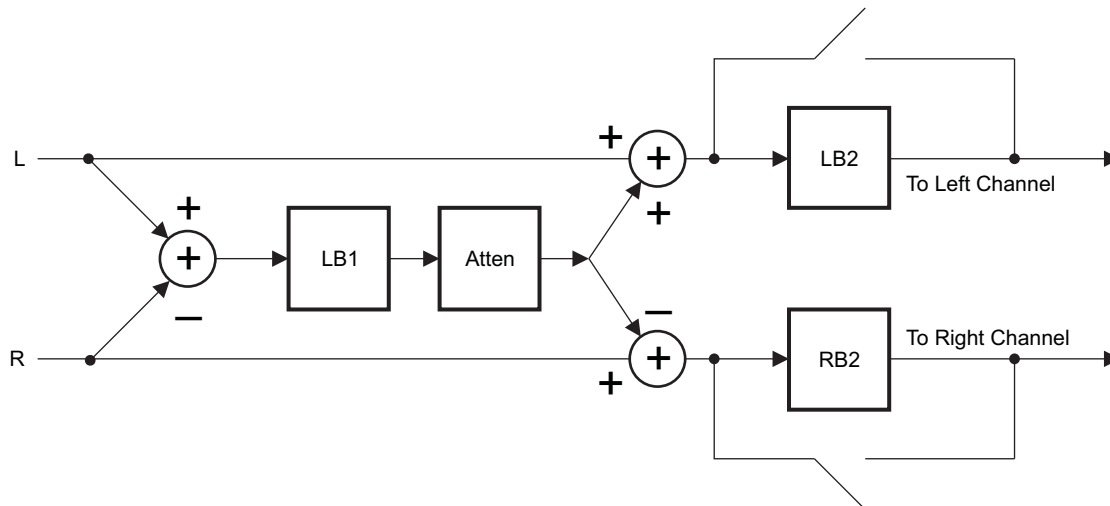 +
L
+
+
LB2
To Left Channel
+
+
+
LB1
Atten
−
−
To Right Channel
R
+
RB2
+